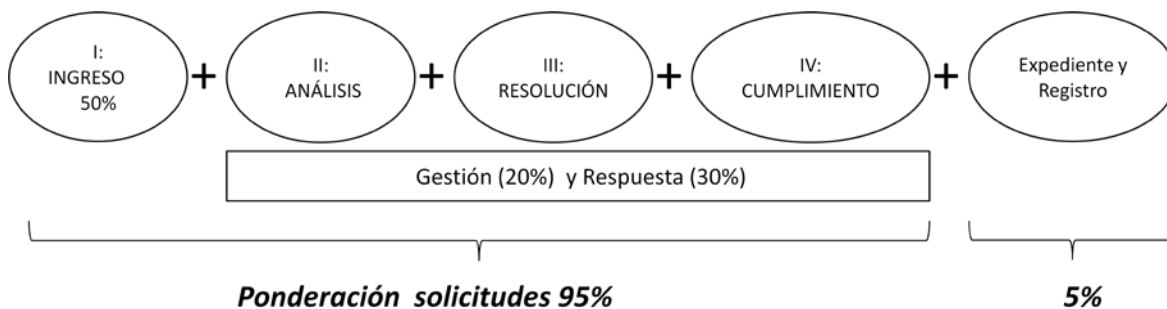 I:
INGRESO
50%
+
II:
ANÁLISIS
+
III:
RESOLUCIÓN
+
IV:
CUMPLIMIENTO
+
Expediente y
Registro
Gestión (20%) y Respuesta (30%)
Ponderación solicitudes 95%
5%